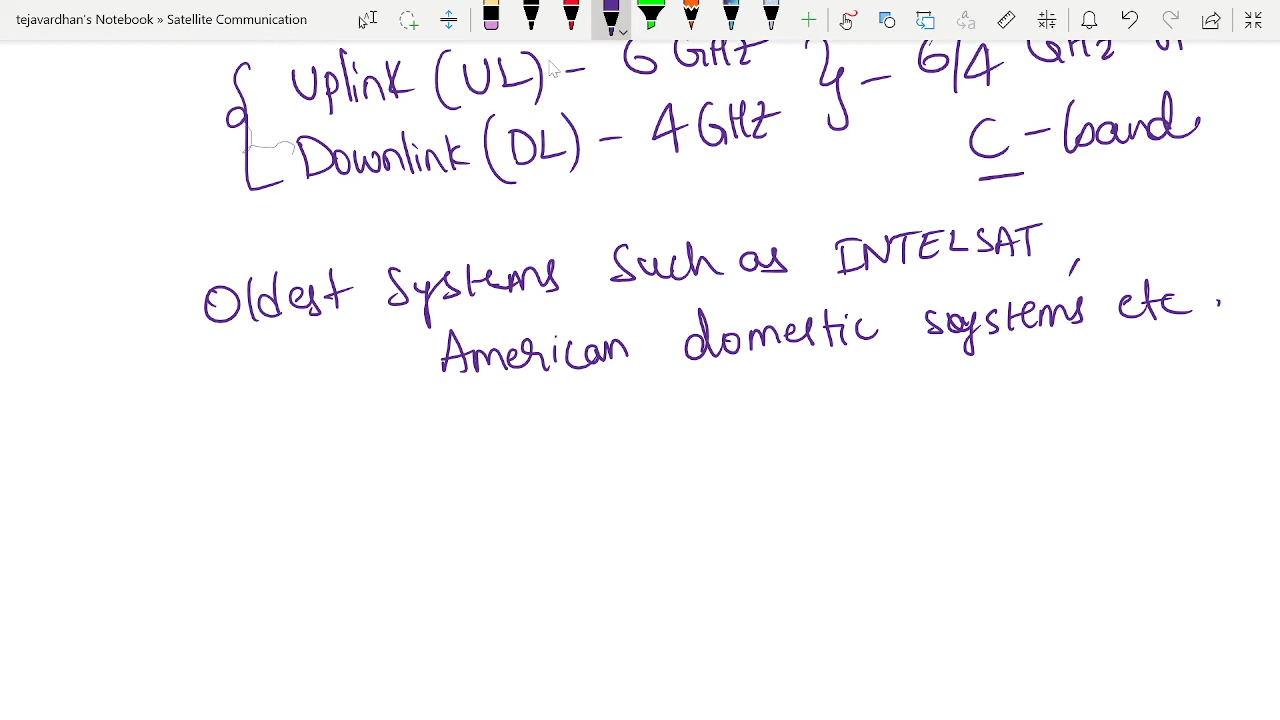 tejavardhan's Notebook » Satellite Communication
Uplink (UL) - 6 GHz } - 6/4 GHz
Downlink (DL) - 4 GHz
C - band
Oldest Systems Such as INTELSAT,
American domestic systems etc.